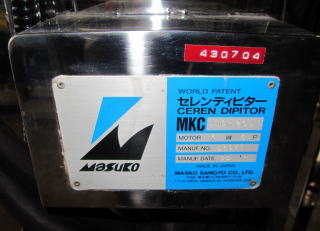 430704
WORLD PATENT
セレンディピター
CEREN DIPITOR
MKC
MOTOR
MANUF. NO.
MANUF. DATE
MADE IN JAPAN
MASKO SANGYO CO., LTD.
MASUKO